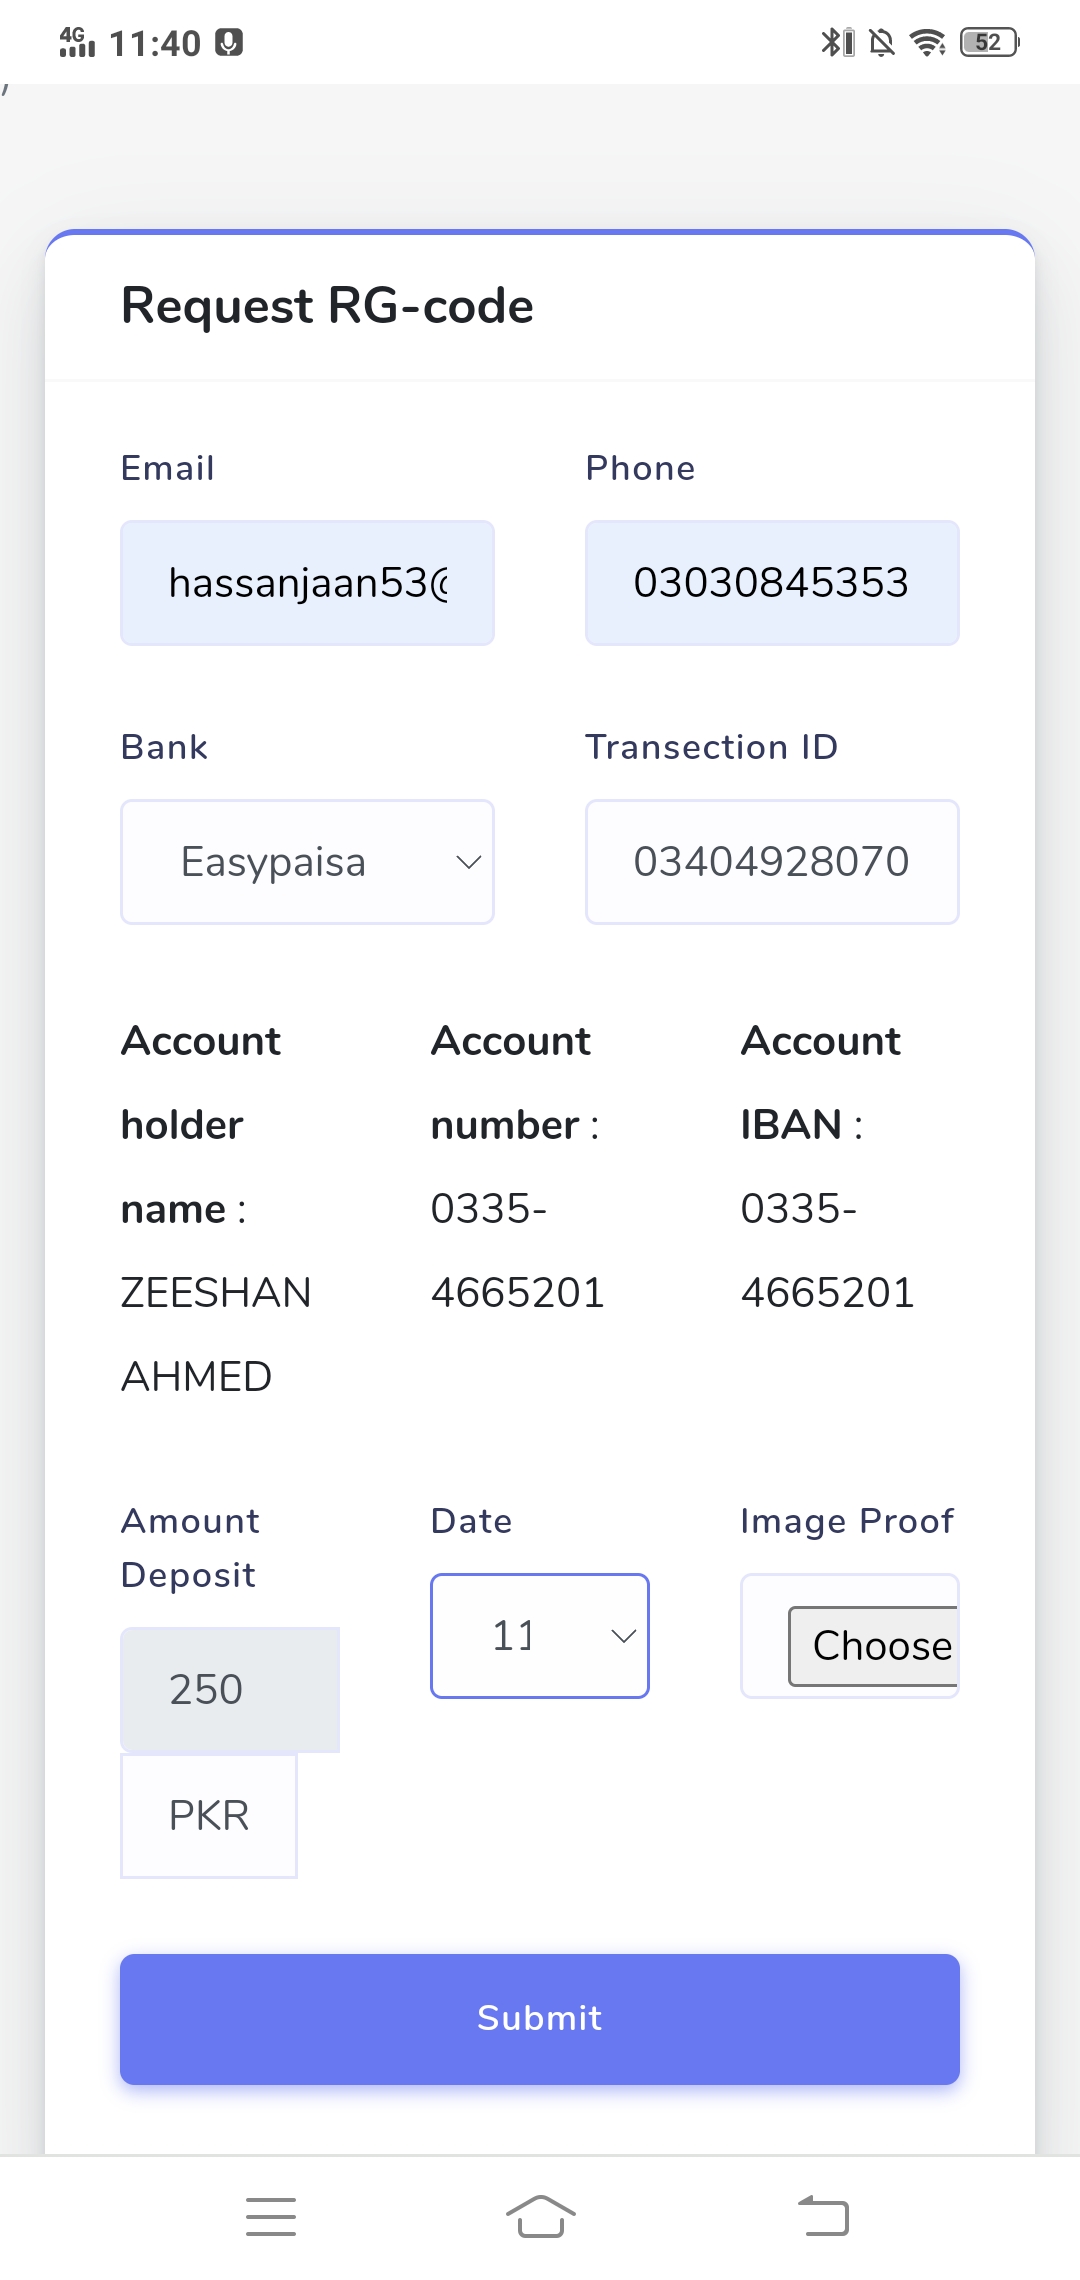 4G 11:40 52
Request RG-code
Email
Phone
hassanjaan53@
03030845353
Bank
Transection ID
Easypaisa
03404928070
Account
holder
name :
ZEESHAN
AHMED
Account
number :
0335-
4665201
Account
IBAN :
0335-
4665201
Amount
Deposit
250
PKR
Date
11
Image Proof
Choose
Submit